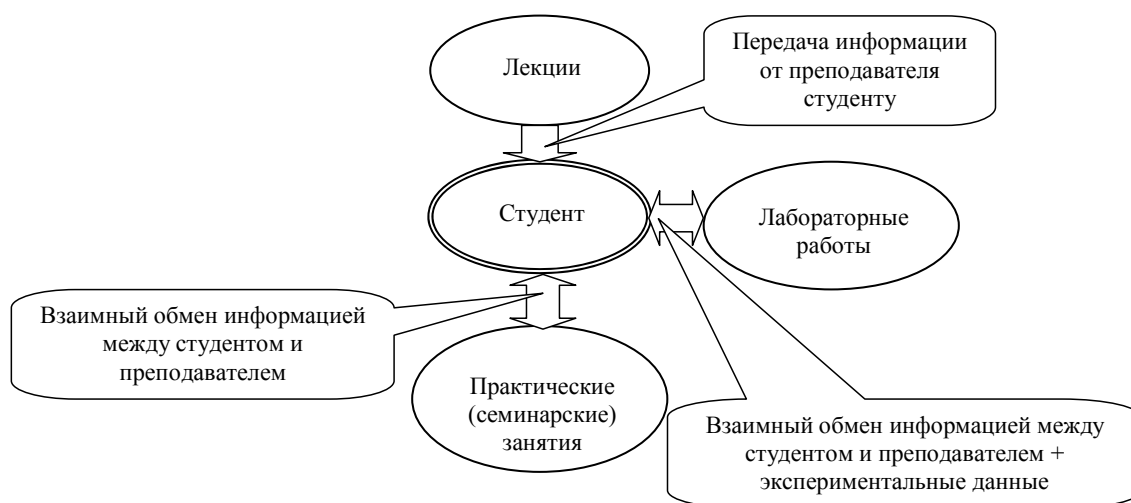 Лекции
Передача информации
от преподавателя
студенту
Студент
Лабораторные
работы
Взаимный обмен информацией
между студентом и
преподавателем
Практические
(семинарские)
занятия
Взаимный обмен информацией между
студентом и преподавателем +
экспериментальные данные